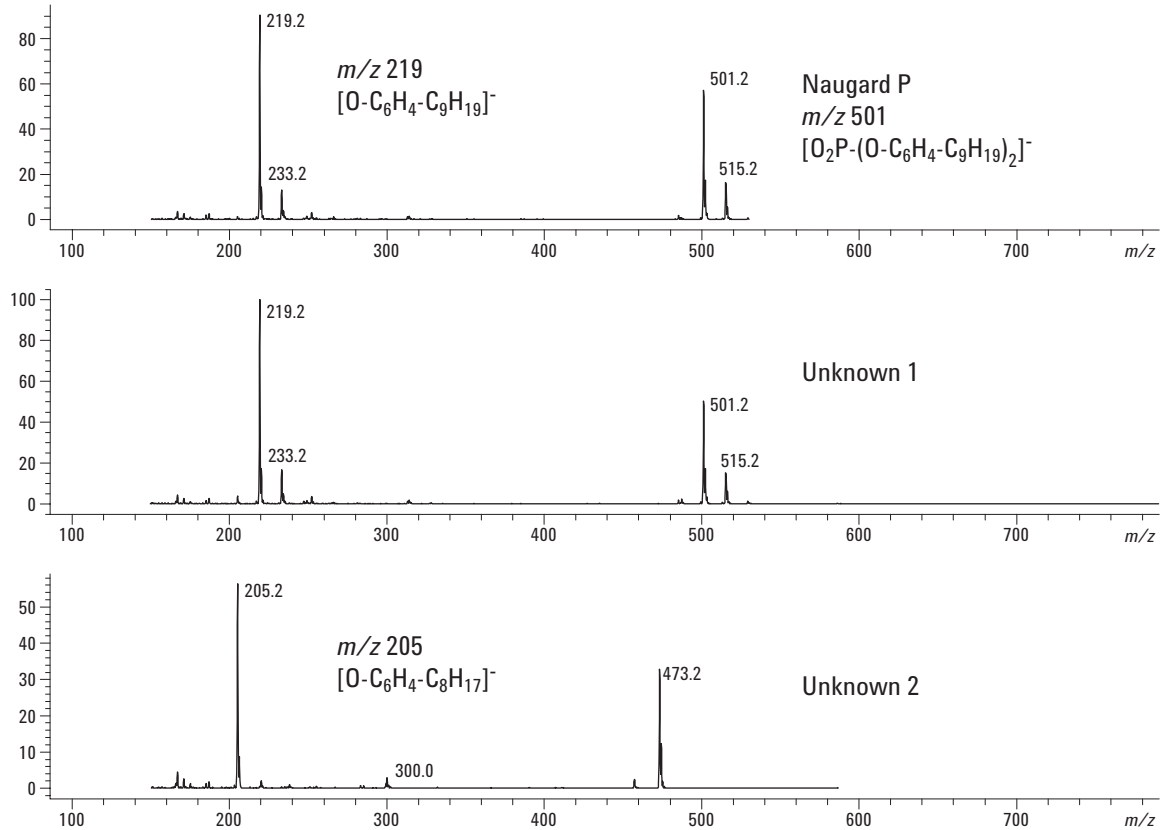 80
60
40
20
0
219.2
233.2
m/z 219
[O-C₆H₄-C₉H₁₉]⁻
501.2
515.2
Naugard P
m/z 501
[O₂P-(O-C₆H₄-C₉H₁₉)₂]⁻
100 200 300 400 500 600 700 m/z
100
80
60
40
20
0
219.2
233.2
501.2
515.2
Unknown 1
100 200 300 400 500 600 700 m/z
50
40
30
20
10
0
205.2
m/z 205
[O-C₆H₄-C₈H₁₇]⁻
300.0
473.2
Unknown 2
100 200 300 400 500 600 700 m/z